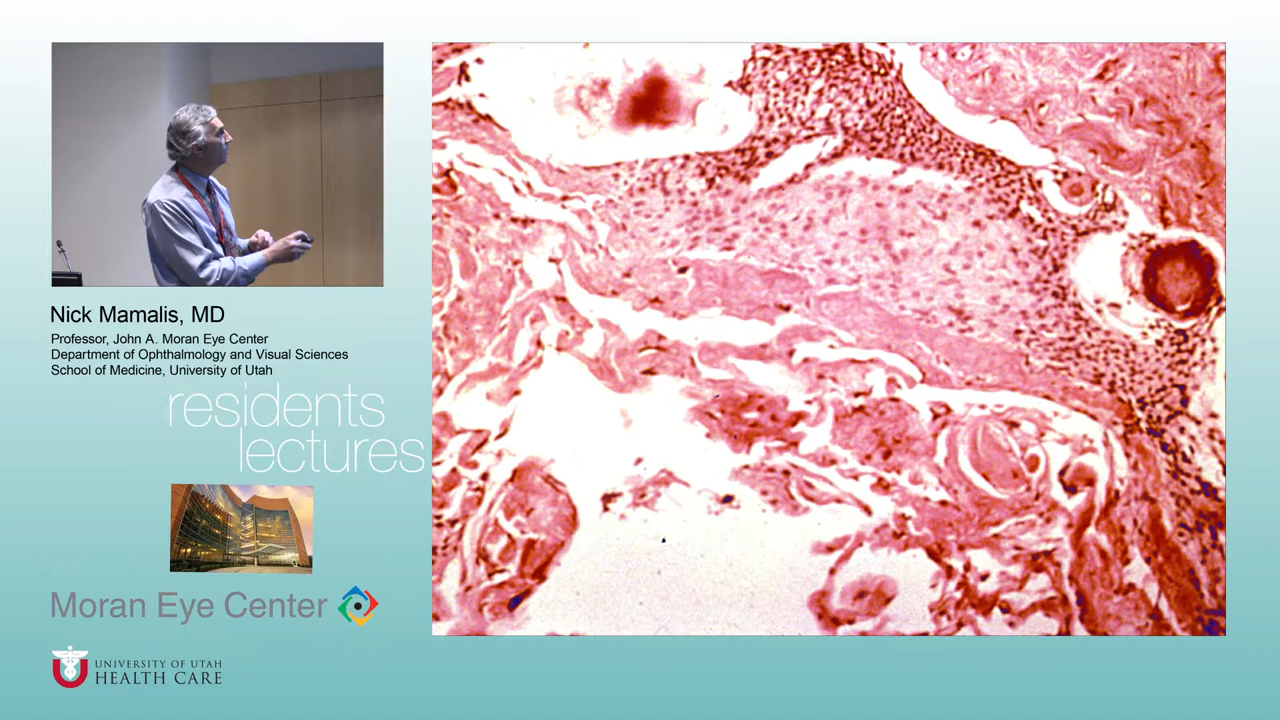 Nick Mamalis, MD
Professor, John A. Moran Eye Center
Department of Ophthalmology and Visual Sciences
School of Medicine, University of Utah
residents
lectures
Moran Eye Center
UNIVERSITY OF UTAH
HEALTH CARE